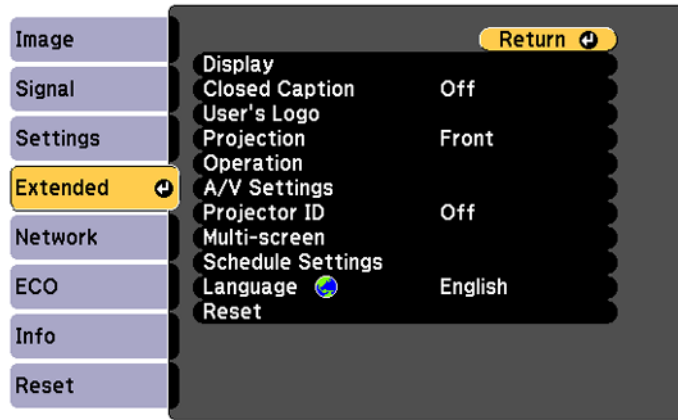 Image
Signal
Settings
Extended
Network
ECO
Info
Reset
Return
Display
Closed Caption Off
User's Logo
Projection Front
Operation
A/V Settings
Projector ID Off
Multi-screen
Schedule Settings
Language English
Reset